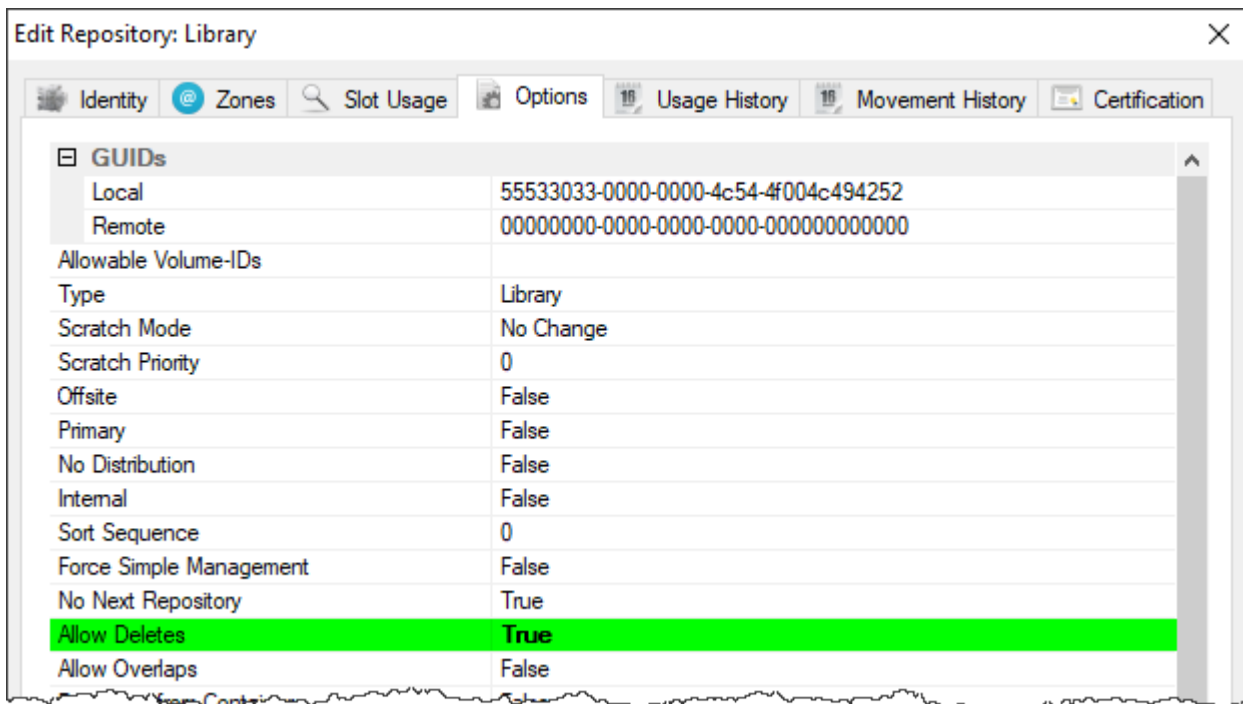 Edit Repository: Library
Identity @ Zones Slot Usage Options 16 Usage History 16 Movement History Certification
GUIDs
Local 55533033-0000-0000-4c54-4f004c494252
Remote 00000000-0000-0000-0000-000000000000
Allowable Volume-IDs
Type Library
Scratch Mode No Change
Scratch Priority 0
Offsite False
Primary False
No Distribution False
Internal False
Sort Sequence 0
Force Simple Management False
No Next Repository True
Allow Deletes True
Allow Overlaps False